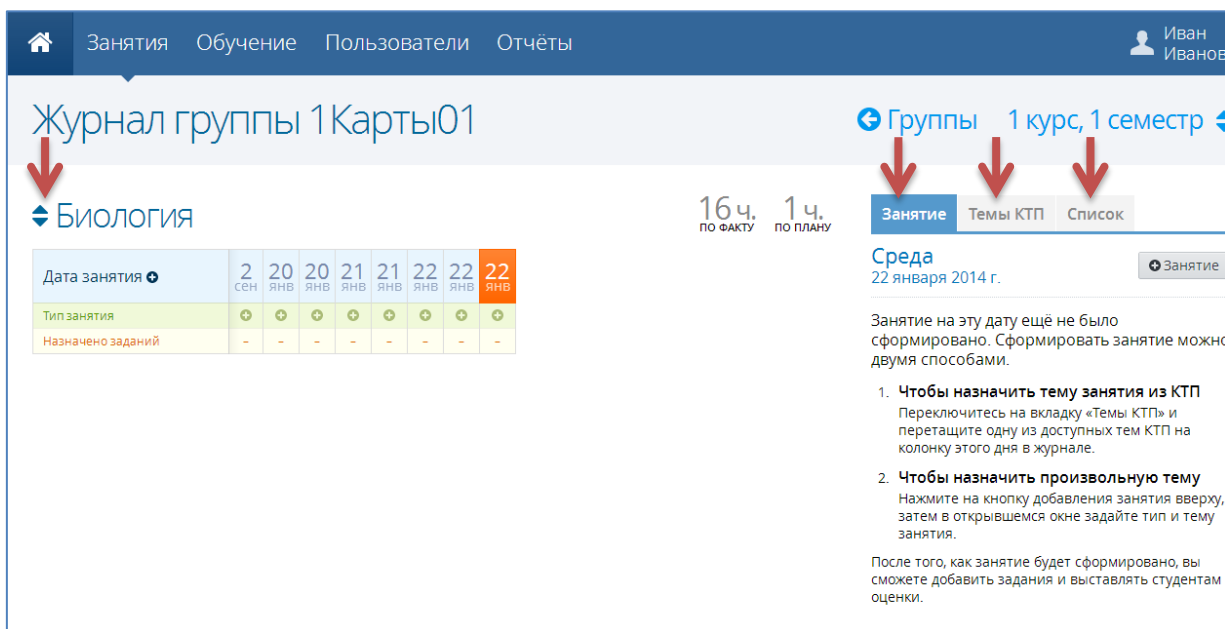 Занятия Обучение Пользователи Отчёты
Иван
Иванов
Журнал группы 1Карты01
Группы 1 курс, 1 семестр
Биология
16 ч. 1 ч.
ПО ФАКТУ ПО ПЛАНУ
Дата занятия 2 20 20 21 21 22 22 22
сен янв янв янв янв янв янв янв
Тип занятия
Назначено заданий - - - - - - - -
Занятие Темы КТП Список
Среда
22 января 2014 г.
Занятие
Занятие на эту дату ещё не было
сформировано. Сформировать занятие можно
двумя способами.
1. Чтобы назначить тему занятия из КТП
Переключитесь на вкладку «Темы КТП» и
перетащите одну из доступных тем КТП на
колонку этого дня в журнале.
2. Чтобы назначить произвольную тему
Нажмите на кнопку добавления занятия вверху,
затем в открывшемся окне задайте тип и тему
занятия.
После того, как занятие будет сформировано, вы
сможете добавить задания и выставлять студентам
оценки.